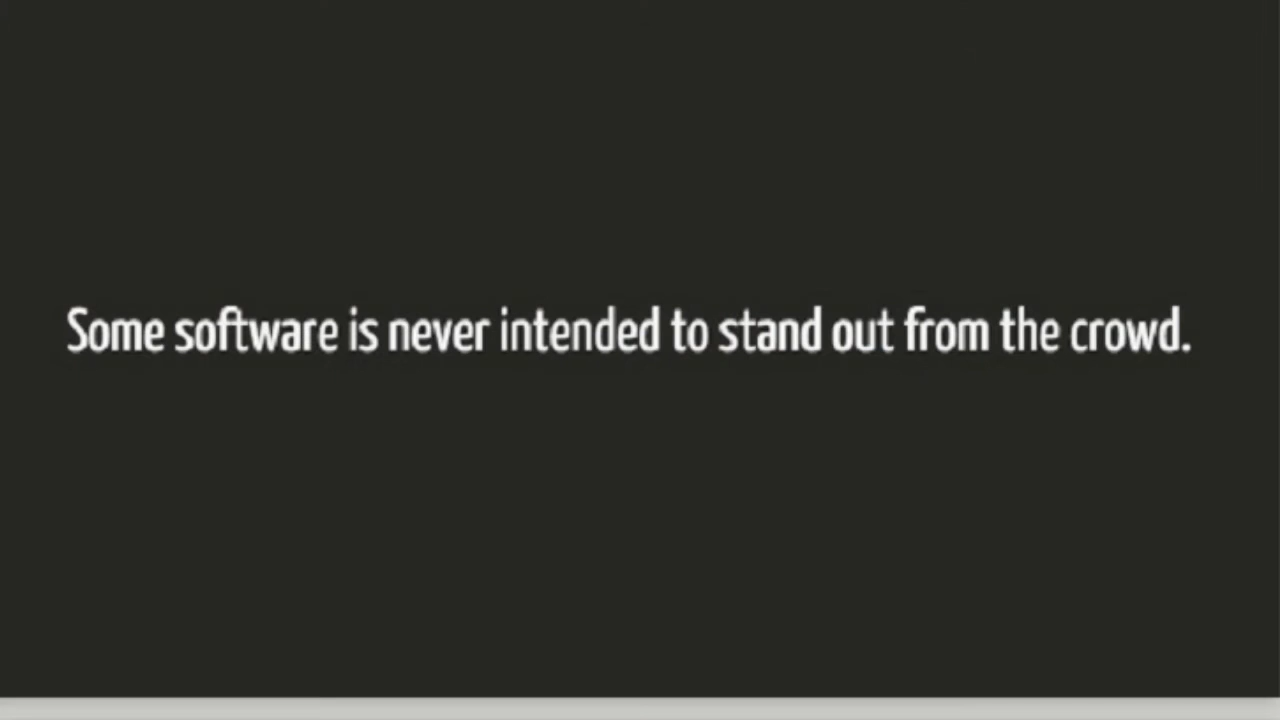 Some software is never intended to stand out from the crowd.